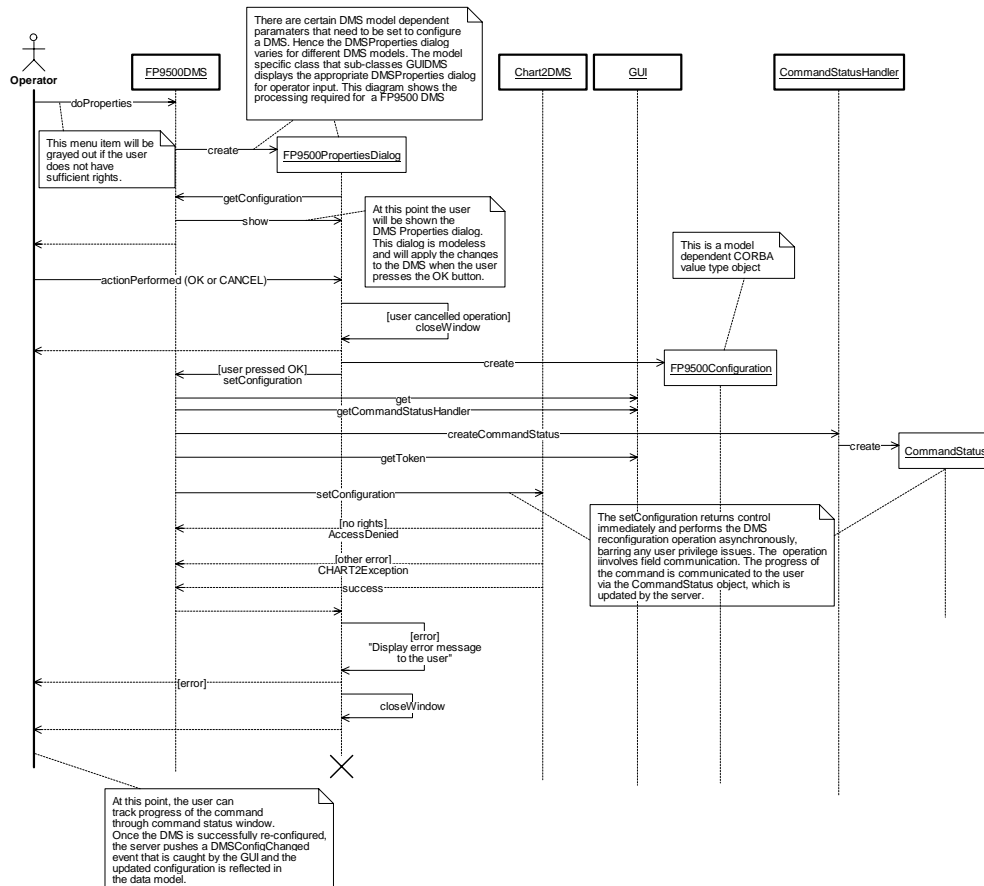 There are certain DMS model dependent
paramaters that need to be set to configure
a DMS. Hence the DMSProperties dialog
varies for different DMS models. The model
specific class that sub-classes GUIDMS
displays the appropriate DMSProperties dialog
for operator input. This diagram shows the
processing required for a FP9500 DMS
Operator
FP9500DMS
Chart2DMS
GUI
CommandStatusHandler
doProperties
This menu item will be
grayed out if the user
does not have
sufficient rights.
create
FP9500PropertiesDialog
getConfiguration
show
At this point the user
will be shown the
DMS Properties dialog.
This dialog is modeless
and will apply the changes
to the DMS when the user
presses the OK button.
This is a model
dependent CORBA
value type object
actionPerformed (OK or CANCEL)
[user cancelled operation]
closeWindow
create
FP9500Configuration
[user pressed OK]
setConfiguration
get
getCommandStatusHandler
createCommandStatus
create
CommandStatus
getToken
setConfiguration
The setConfiguration returns control
immediately and performs the DMS
reconfiguration operation asynchronously,
barring any user privilege issues. The operation
iinvolves field communication. The progress of
the command is communicated to the user
via the CommandStatus object, which is
updated by the server.
[no rights]
AccessDenied
[other error]
CHART2Exception
success
[error]
"Display error message
to the user"
[error]
closeWindow
At this point, the user can
track progress of the command
through command status window.
Once the DMS is successfully re-configured,
the server pushes a DMSConfigChanged
event that is caught by the GUI and the
updated configuration is reflected in
the data model.